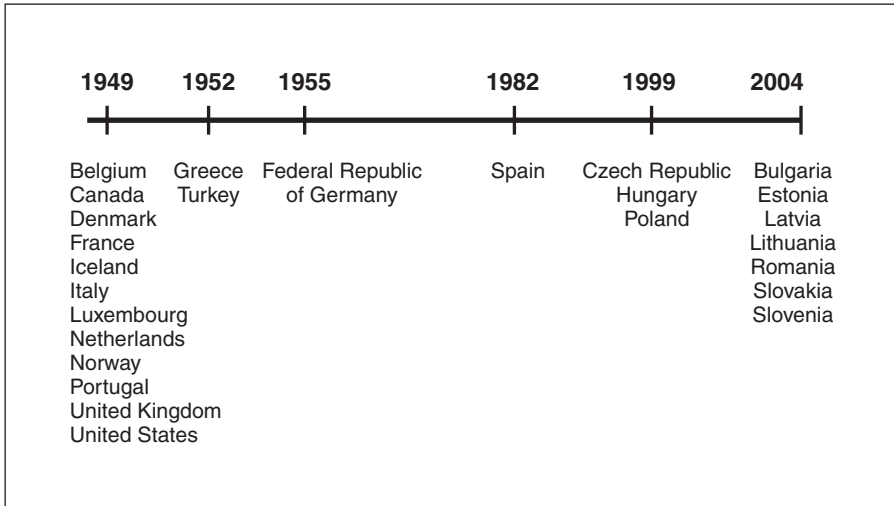 1949 1952 1955 1982 1999 2004
Belgium Greece Federal Republic Spain Czech Republic Bulgaria
Canada Turkey of Germany Hungary Estonia
Denmark Poland Latvia
France Lithuania
Iceland Romania
Italy Slovakia
Luxembourg Slovenia
Netherlands
Norway
Portugal
United Kingdom
United States